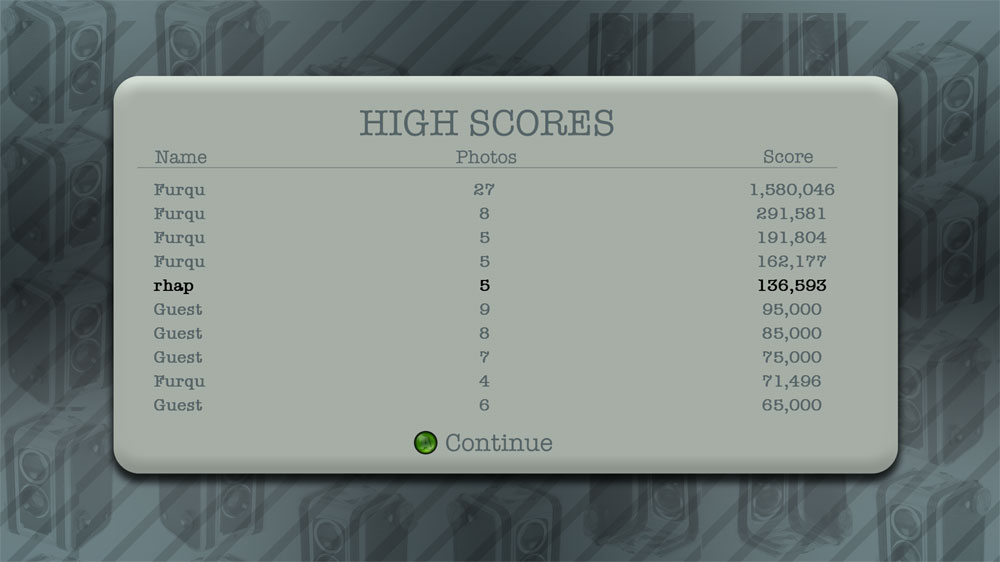 HIGH SCORES
Name Photos Score
Furqu 27 1,580,046
Furqu 8 291,581
Furqu 5 191,804
Furqu 5 162,177
rhap 5 136,593
Guest 9 95,000
Guest 8 85,000
Guest 7 75,000
Furqu 4 71,496
Guest 6 65,000
Continue